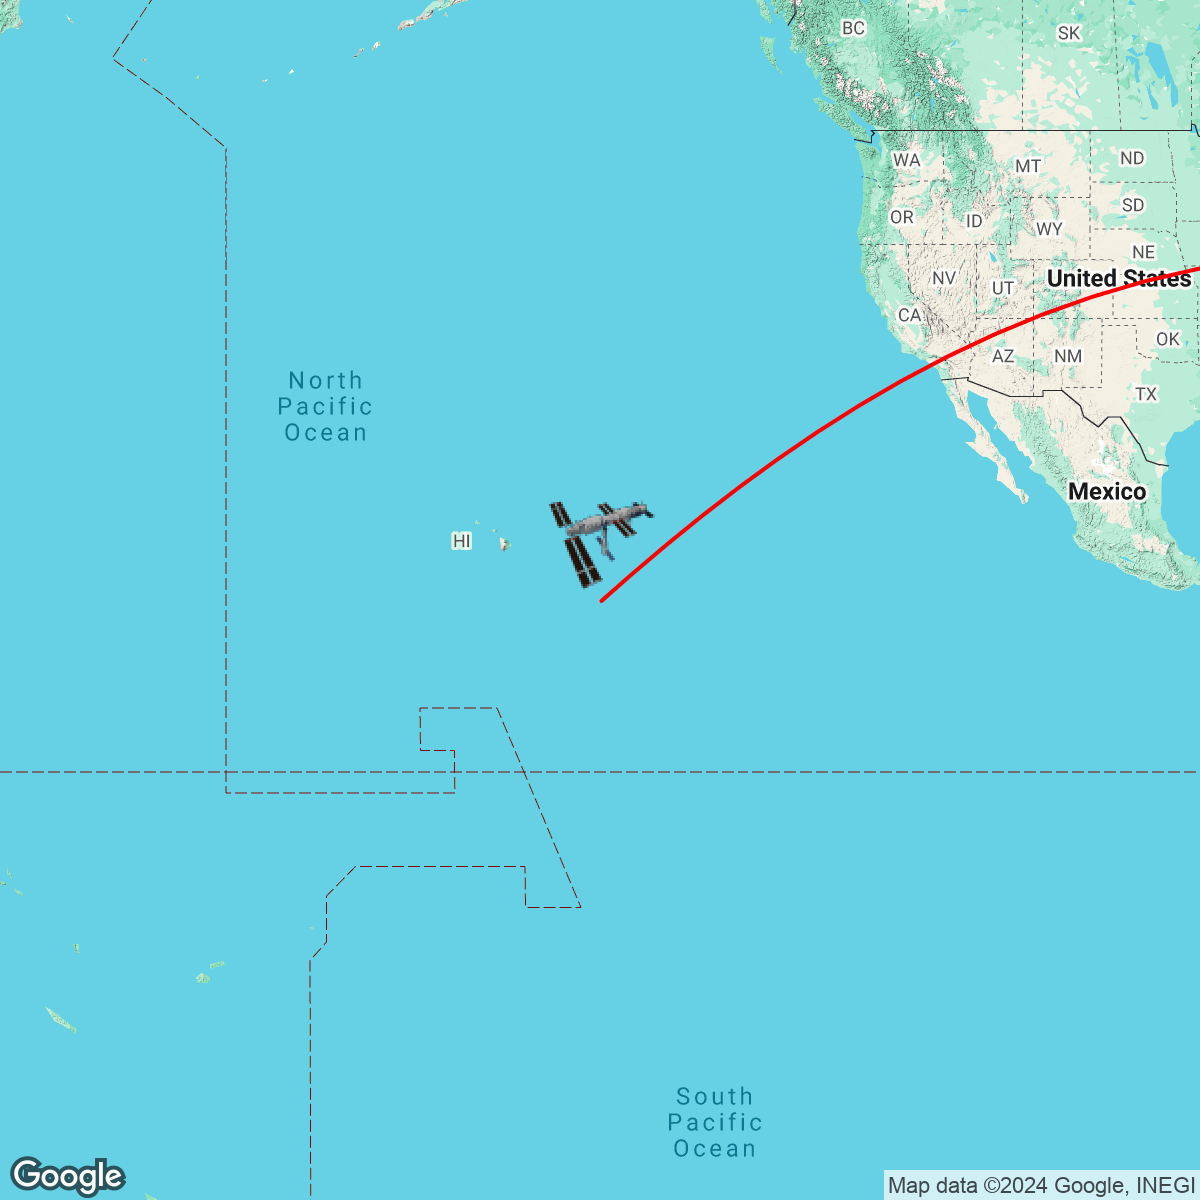 BC
SK
WA
MT
ND
OR
ID
SD
WY
NE
NV
UT
United States
CA
OK
AZ
NM
TX
North
Pacific
Ocean
Mexico
HI
South
Pacific
Ocean
Google
Map data ©2024 Google, INEGI